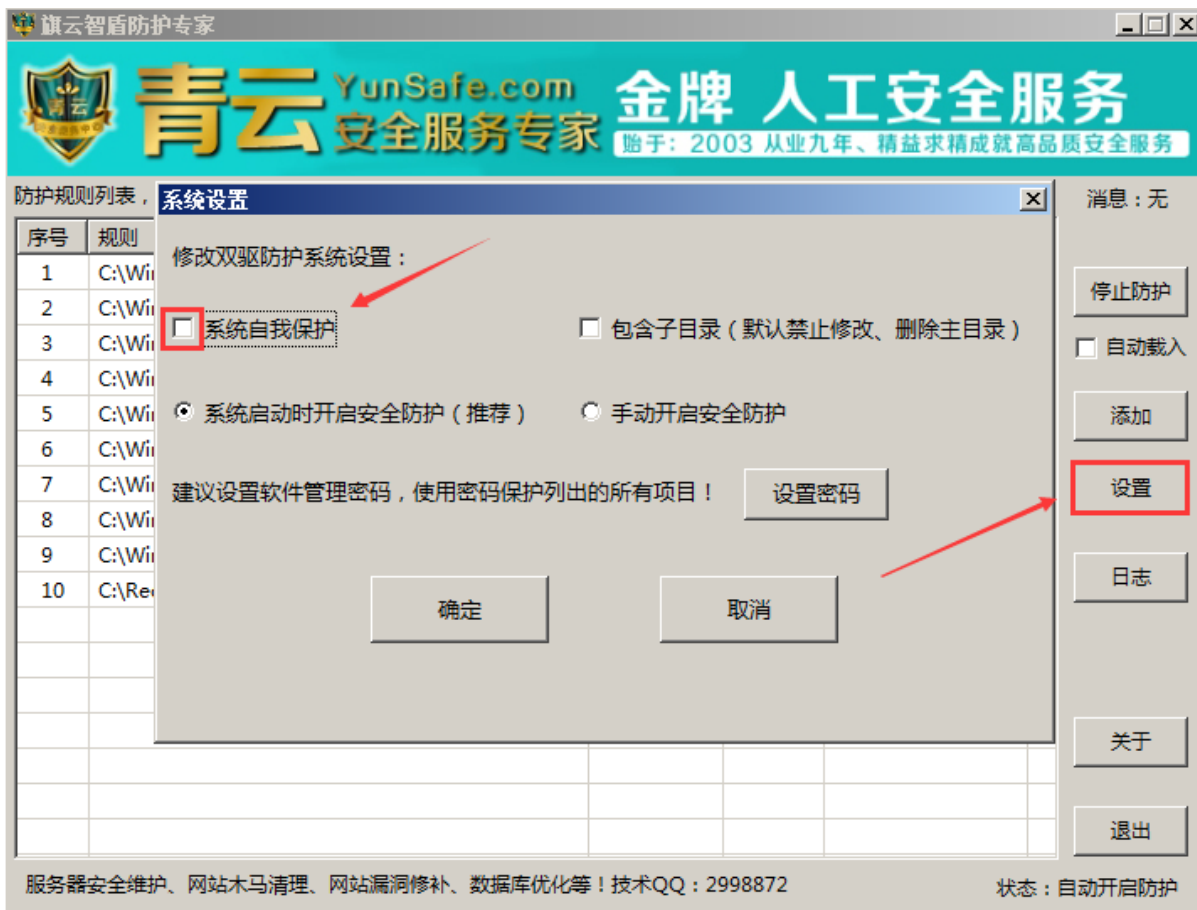 旗云智盾防护专家
青云
青云 YunSafe.com 金牌 人工安全服务
安全服务专家
始于：2003 从业九年、精益求精成就高品质安全服务
防护规则列表，
消息：无
系统设置
序号 规则
修改双驱防护系统设置：
1 C:\Wi
2 C:\Wi
3 C:\Wi
4 C:\Wi
5 C:\Wi
6 C:\Wi
7 C:\Wi
8 C:\Wi
9 C:\Wi
10 C:\Re
系统自我保护 包含子目录（默认禁止修改、删除主目录）
系统启动时开启安全防护（推荐） 手动开启安全防护
建议设置软件管理密码，使用密码保护列出的所有项目！ 设置密码
确定 取消
停止防护
自动载入
添加
设置
日志
关于
退出
服务器安全维护、网站木马清理、网站漏洞修补、数据库优化等！技术QQ：2998872
状态：自动开启防护